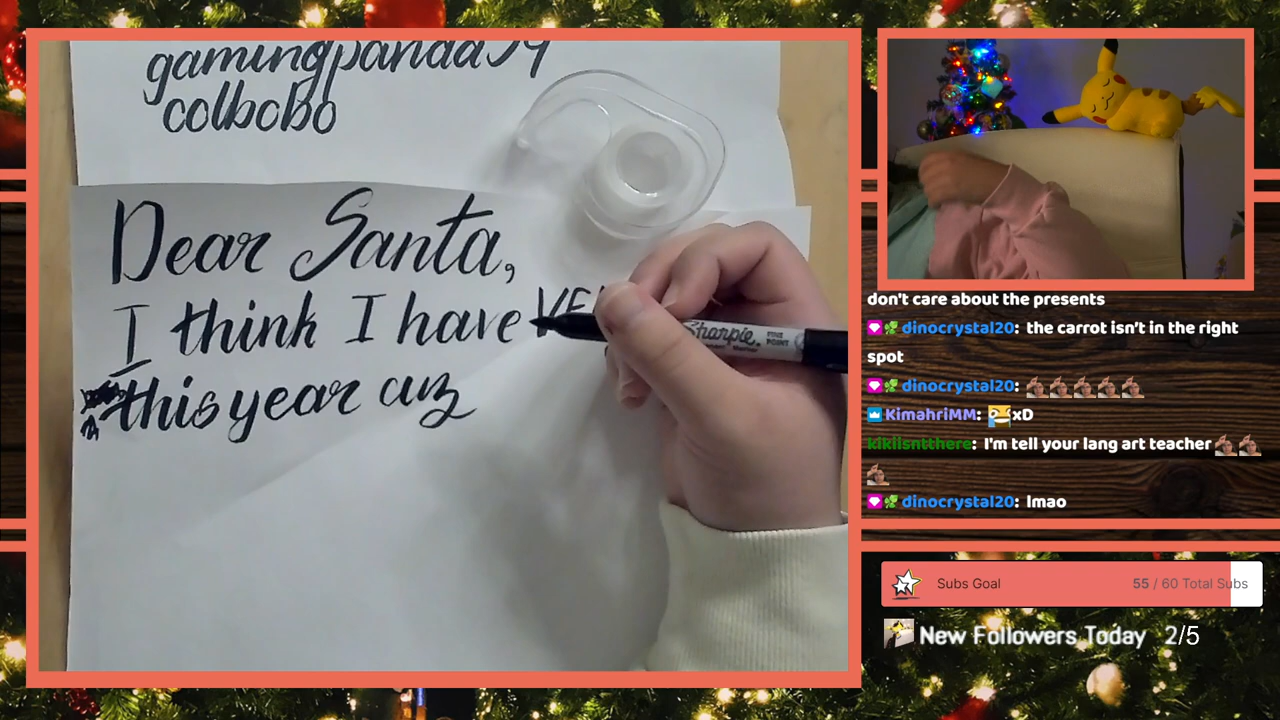 gamingpanda59
colbobo
Dear Santa,
I think I have
this year cuz
Sharpie.
FINE
POINT
don't care about the presents
dinocrystal20: the carrot isn't in the right
spot
dinocrystal20:
KimahriMM: xD
kikiisntthere: I'm tell your lang art teacher
dinocrystal20: lmao
Subs Goal 55 / 60 Total Subs
New Followers Today 2/5